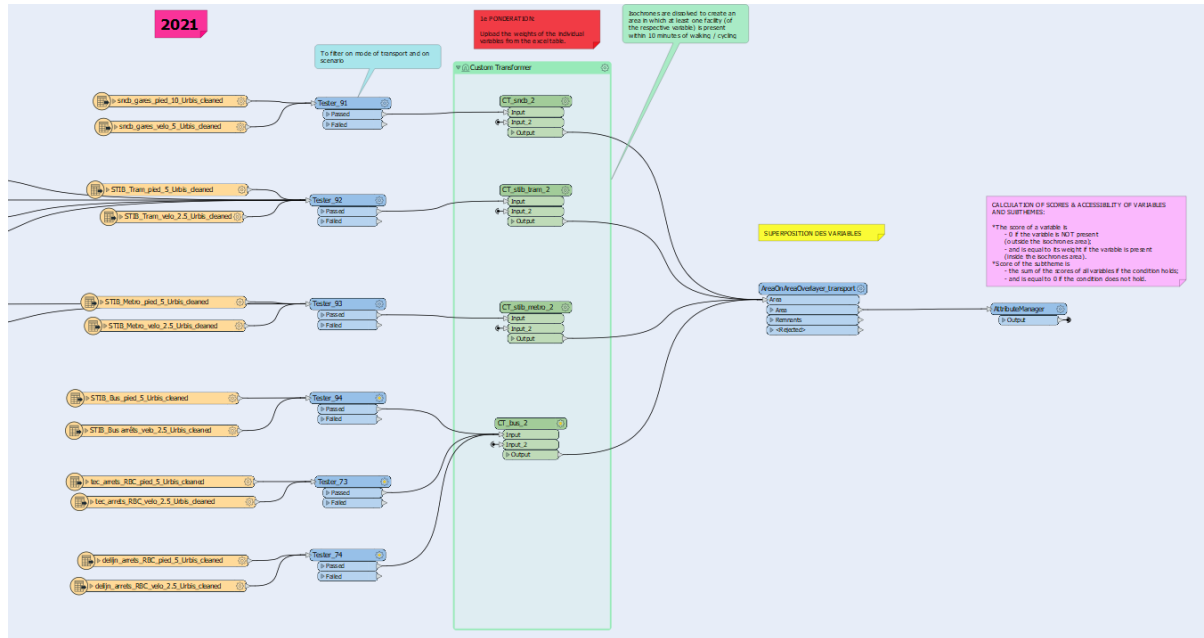 2021
1e PONDERATION:
Upload the weights of the individual
variables from the excel table.
Isochrones are dissolved to create an
area in which at least one facility (of
the respective variable) is present
within 10 minutes of walking / cycling
To filter on mode of transport and on
scenario
Custom Transformer
sncb_gares_pied_10_Urbis_cleaned
sncb_gares_velo_5_Urbis_cleaned
Tester_91
Passed
Failed
CT_sncb_2
Input
Input_2
Output
STIB_Tram_pied_5_Urbis_cleaned
STIB_Tram_velo_2.5_Urbis_cleaned
Tester_92
Passed
Failed
CT_stib_tram_2
Input
Input_2
Output
STIB_Metro_pied_5_Urbis_cleaned
STIB_Metro_velo_2.5_Urbis_cleaned
Tester_93
Passed
Failed
CT_stib_metro_2
Input
Input_2
Output
STIB_Bus_pied_5_Urbis_cleaned
STIB_Bus arrêts_velo_2.5_Urbis_cleaned
Tester_94
Passed
Failed
CT_bus_2
Input
Input_2
Output
tec_arrets_RBC_pied_5_Urbis_cleaned
tec_arrets_RBC_velo_2.5_Urbis_cleaned
Tester_73
Passed
Failed
delijn_arrets_RBC_pied_5_Urbis_cleaned
delijn_arrets_RBC_velo_2.5_Urbis_cleaned
Tester_74
Passed
Failed
SUPERPOSITION DES VARIABLES
AreaOnAreaOverlayer_transport
Area
Area
Remnants
<Rejected>
CALCULATION OF SCORES & ACCESSIBILITY OF VARIABLES
AND SUBTHEMES:
*The score of a variable is
- 0 if the variable is NOT present
(outside the isochrones area);
- and is equal to its weight if the variable is present
(inside the isochrones area).
*Score of the subtheme is
- the sum of the scores of all variables if the condition holds;
- and is equal to 0 if the condition does not hold.
AttributeManager
Output